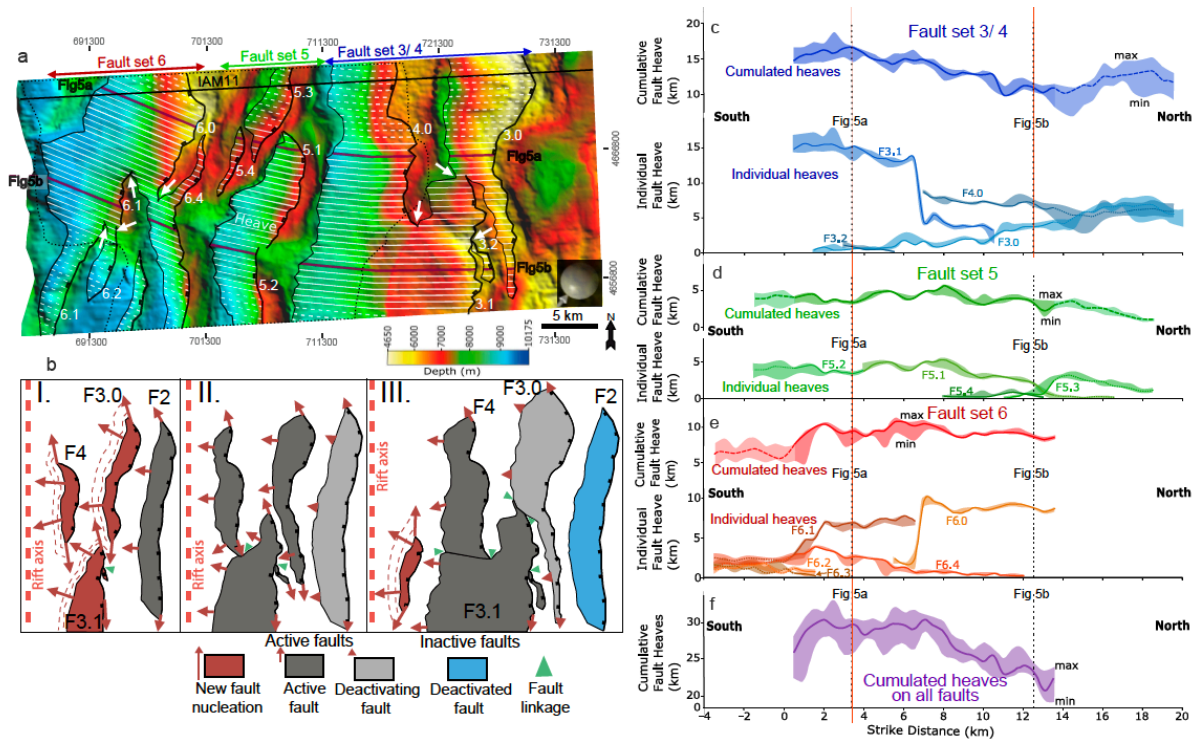 a
691300
701300
711300
721300
731300
Fault set 6
Fault set 5
Fault set 3/ 4
IAM11
Fig5a
5.3
6.0
5.4
5.1
4.0
3.0
4666800
Fig5a
Fig5b
6.1
6.4
Heave
3.2
6.2
5.2
Fig5b
4656800
6.1
3.1
5 km
N
691300
701300
711300
731300
4650
6000
7000
8000
9000
10175
Depth (m)
b
I.
F3.0
F2
F4
Rift axis
F3.1
II.
Rift axis
III.
F3.0
F4
F2
Rift axis
F3.1
Active faults
Inactive faults
New fault nucleation
Active fault
Deactivating fault
Deactivated fault
Fault linkage
c
Fault set 3/ 4
Cumulative Fault Heave (km)
20
15
10
Cumulated heaves
max
min
South
Fig 5a
Fig 5b
North
Individual Fault Heave (km)
20
15
10
5
0
F3.1
Individual heaves
F4.0
F3.2
F3.0
d
Fault set 5
Cumulative Fault Heave (km)
5
0
Cumulated heaves
max
min
South
Fig 5a
Fig 5b
North
Individual Fault Heave (km)
5
0
F5.2
F5.1
Individual heaves
F5.4
F5.3
e
Fault set 6
Cumulative Fault Heave (km)
10
5
0
max
min
Cumulated heaves
South
Fig 5a
Fig 5b
North
Individual Fault Heave (km)
10
5
0
Individual heaves
F6.1
F6.0
F6.2
F6.3
F6.4
f
Fig 5a
Fig 5b
South
North
Cumulative Fault Heaves (km)
30
25
20
max
min
Cumulated heaves on all faults
-4
-2
0
2
4
6
8
10
12
14
16
18
20
Strike Distance (km)